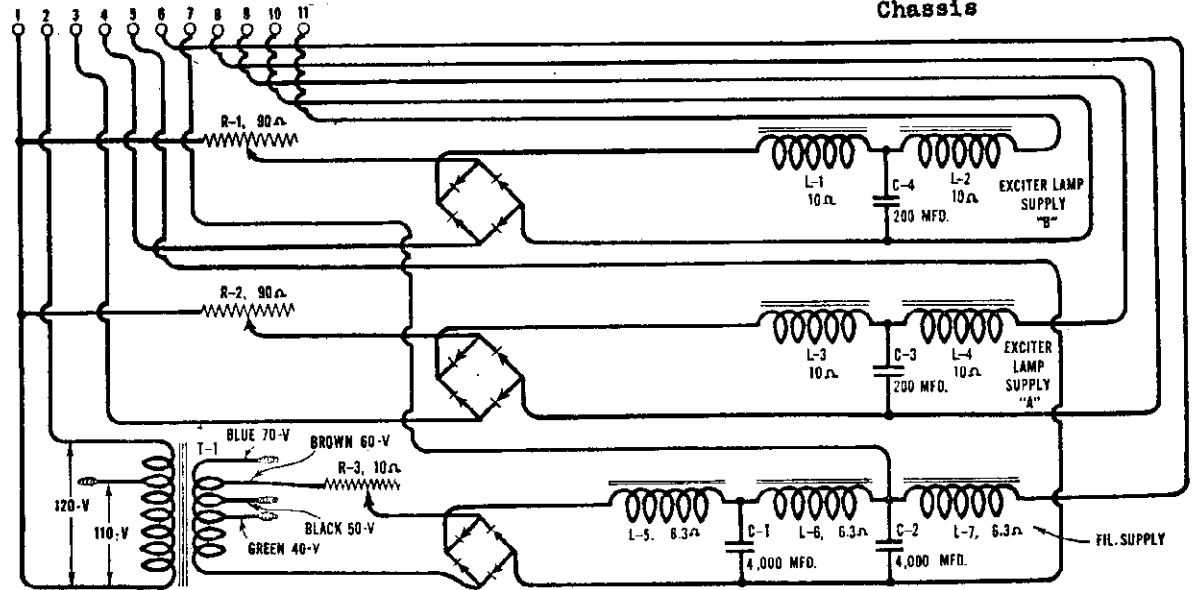 Chassis
1 2 3 4 5 6 7 8 9 10 11
R-1, 90Ω
L-1
10Ω
C-4
200 MFD.
L-2
10Ω
EXCITER LAMP
SUPPLY
"B"
R-2, 90Ω
L-3
10Ω
C-3
200 MFD.
L-4
10Ω
EXCITER
LAMP
SUPPLY
"A"
T-1
BLUE 70-V
BROWN 60-V
R-3, 10Ω
BLACK 50-V
GREEN 40-V
120-V
110-V
L-5. 6.3Ω
C-1
4,000 MFD.
L-6, 6.3Ω
C-2
4,000 MFD.
L-7, 6.3Ω
FIL. SUPPLY